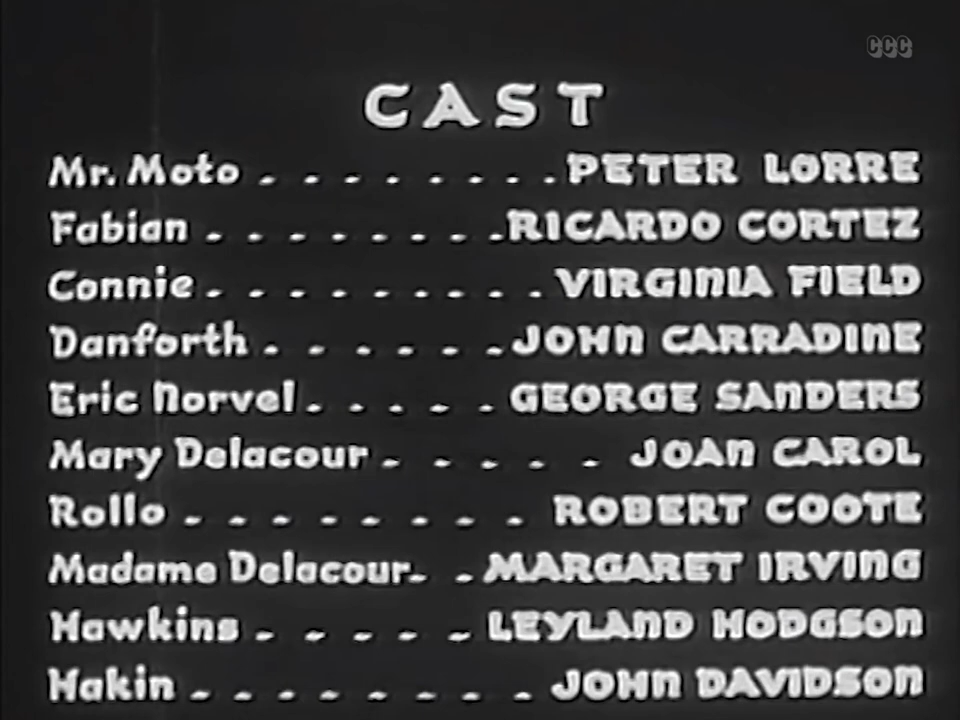 CCC
CAST
Mr. Moto . . . . . . . . PETER LORRE
Fabian . . . . . . . . RICARDO CORTEZ
Connie . . . . . . . . VIRGINIA FIELD
Danforth . . . . . . JOHN CARRADINE
Eric Norvel . . . . . GEORGE SANDERS
Mary Delacour . . . . . JOAN CAROL
Rollo . . . . . . . . ROBERT COOTE
Madame Delacour . . MARGARET IRVING
Hawkins . . . . . LEYLAND HODGSON
Hakin . . . . . . . . JOHN DAVIDSON